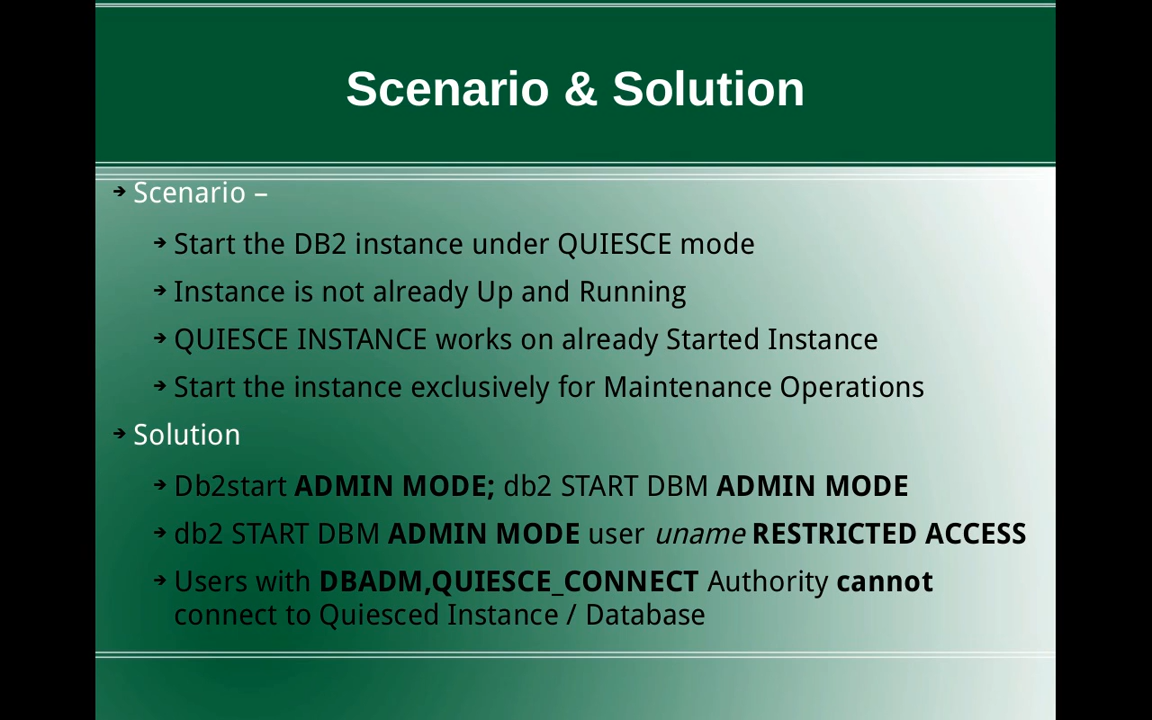 Scenario & Solution
Scenario –
Start the DB2 instance under QUIESCE mode
Instance is not already Up and Running
QUIESCE INSTANCE works on already Started Instance
Start the instance exclusively for Maintenance Operations
Solution
Db2start ADMIN MODE; db2 START DBM ADMIN MODE
db2 START DBM ADMIN MODE user uname RESTRICTED ACCESS
Users with DBADM,QUIESCE_CONNECT Authority cannot
connect to Quiesced Instance / Database